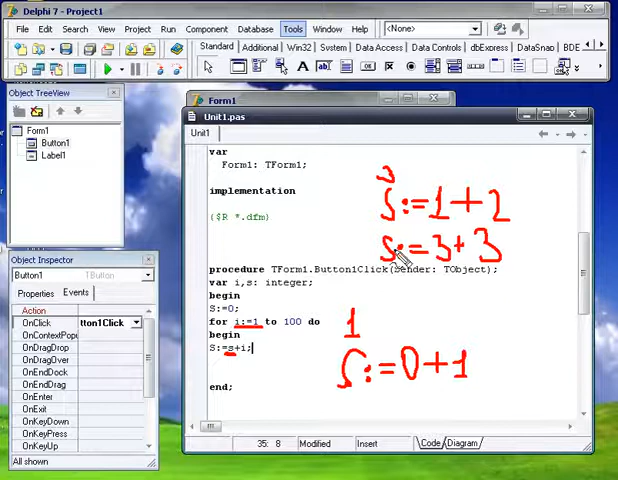 Delphi 7 - Project1
File Edit Search View Project Run Component Database Tools Window Help <None>
Standard Additional Win32 System Data Access Data Controls dbExpress DataSnap BDE
Object TreeView
Form1
Button1
Label1
Form1
Unit1.pas
Unit1
var
Form1: TForm1;
implementation
{$R *.dfm}
3
S:=1+2
S:=3+3
procedure TForm1.Button1Click(Sender: TObject);
var i,s: integer;
begin
S:=0;
for i:=1 to 100 do
begin
S:=s+i;
end;
1
S:=0+1
Object Inspector
Button1
Properties Events
Action
OnClick tton1Click
OnContextPopu
OnDragDrop
OnDragOver
OnEndDock
OnEndDrag
OnEnter
OnExit
OnKeyDown
OnKeyPress
OnKeyUp
All shown
35: 8 Modified Insert Code Diagram